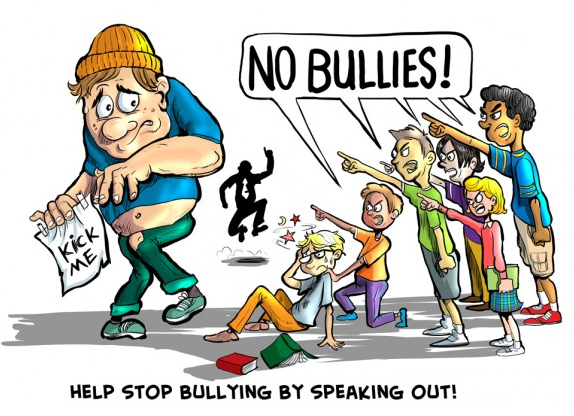 NO BULLIES!
KICK
ME
HELP STOP BULLYING BY SPEAKING OUT!